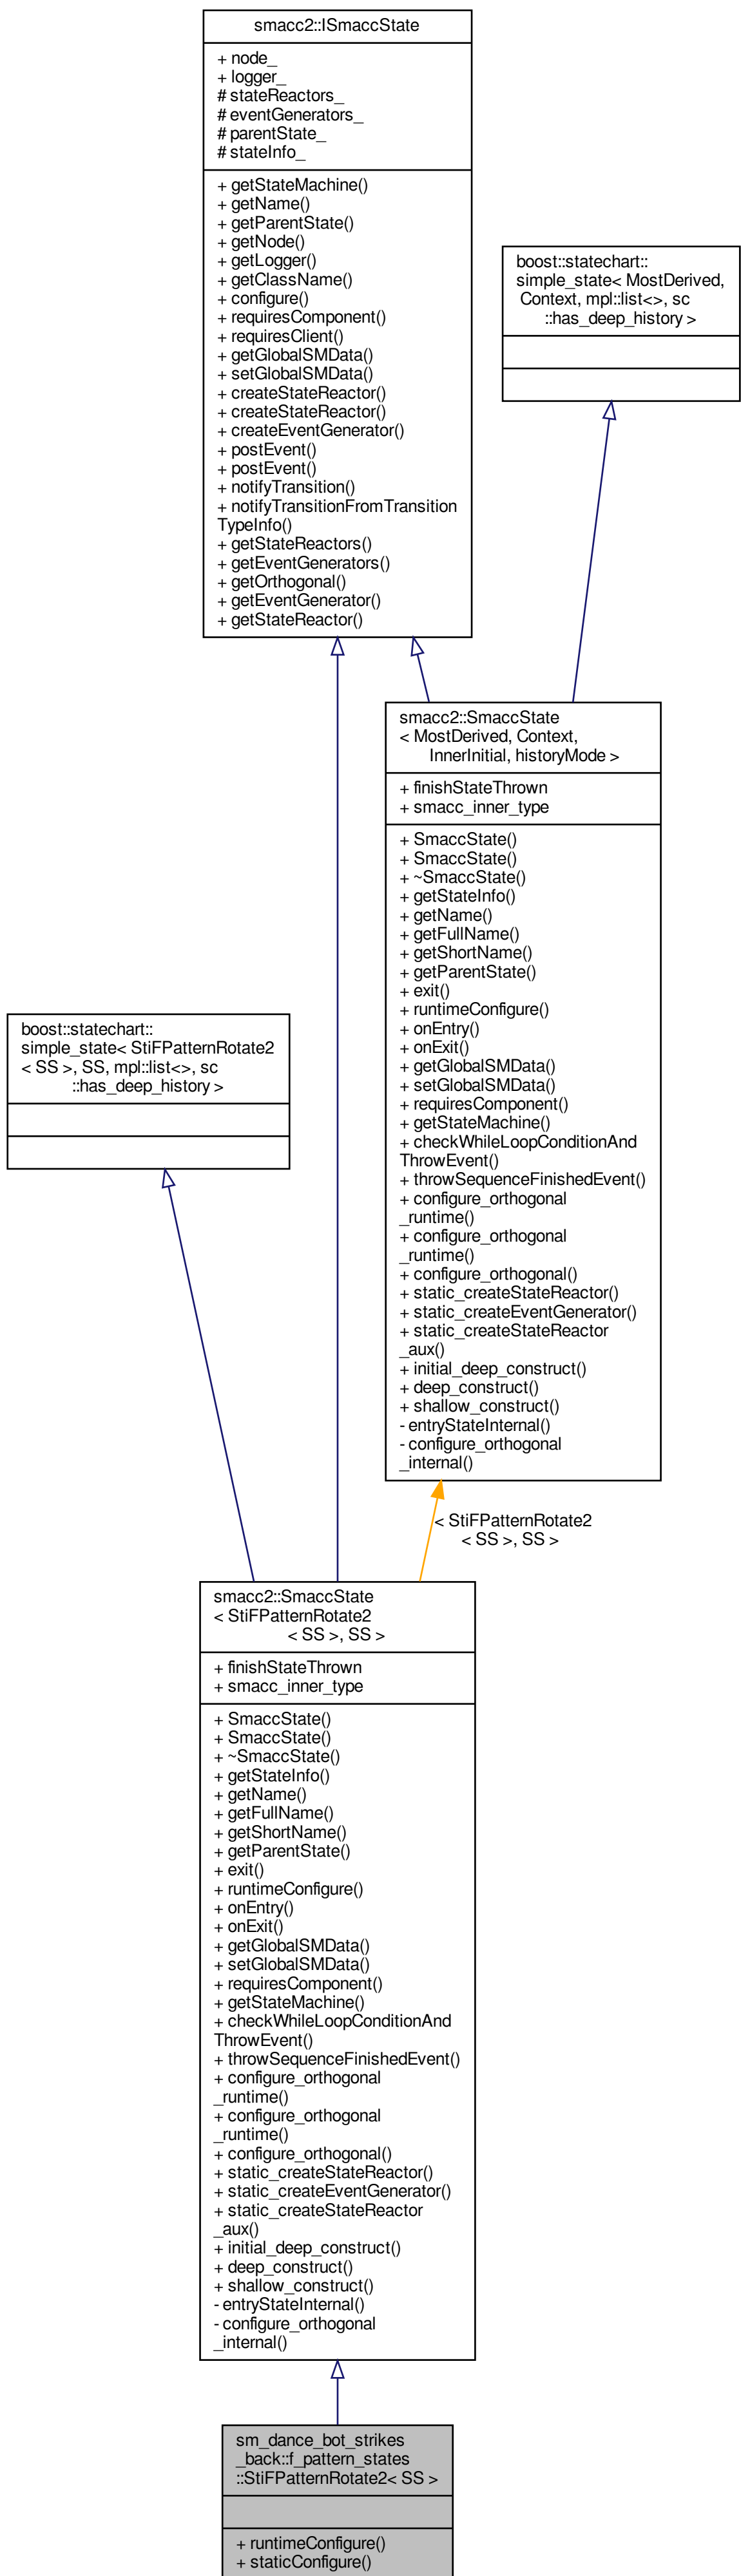 smacc2::ISmaccState
+ node_
+ logger_
# stateReactors_
# eventGenerators_
# parentState_
# stateInfo_
+ getStateMachine()
+ getName()
+ getParentState()
+ getNode()
+ getLogger()
+ getClassName()
+ configure()
+ requiresComponent()
+ requiresClient()
+ getGlobalSMData()
+ setGlobalSMData()
+ createStateReactor()
+ createStateReactor()
+ createEventGenerator()
+ postEvent()
+ postEvent()
+ notifyTransition()
+ notifyTransitionFromTransition
TypeInfo()
+ getStateReactors()
+ getEventGenerators()
+ getOrthogonal()
+ getEventGenerator()
+ getStateReactor()
boost::statechart::
simple_state< MostDerived,
Context, mpl::list<>, sc
::has_deep_history >
smacc2::SmaccState
< MostDerived, Context,
InnerInitial, historyMode >
+ finishStateThrown
+ smacc_inner_type
+ SmaccState()
+ SmaccState()
+ ~SmaccState()
+ getStateInfo()
+ getName()
+ getFullName()
+ getShortName()
+ getParentState()
+ exit()
+ runtimeConfigure()
+ onEntry()
+ onExit()
+ getGlobalSMData()
+ setGlobalSMData()
+ requiresComponent()
+ getStateMachine()
+ checkWhileLoopConditionAnd
ThrowEvent()
+ throwSequenceFinishedEvent()
+ configure_orthogonal
_runtime()
+ configure_orthogonal
_runtime()
+ configure_orthogonal()
+ static_createStateReactor()
+ static_createEventGenerator()
+ static_createStateReactor
_aux()
+ initial_deep_construct()
+ deep_construct()
+ shallow_construct()
- entryStateInternal()
- configure_orthogonal
_internal()
boost::statechart::
simple_state< StiFPatternRotate2
< SS >, SS, mpl::list<>, sc
::has_deep_history >
< StiFPatternRotate2
< SS >, SS >
smacc2::SmaccState
< StiFPatternRotate2
< SS >, SS >
+ finishStateThrown
+ smacc_inner_type
+ SmaccState()
+ SmaccState()
+ ~SmaccState()
+ getStateInfo()
+ getName()
+ getFullName()
+ getShortName()
+ getParentState()
+ exit()
+ runtimeConfigure()
+ onEntry()
+ onExit()
+ getGlobalSMData()
+ setGlobalSMData()
+ requiresComponent()
+ getStateMachine()
+ checkWhileLoopConditionAnd
ThrowEvent()
+ throwSequenceFinishedEvent()
+ configure_orthogonal
_runtime()
+ configure_orthogonal
_runtime()
+ configure_orthogonal()
+ static_createStateReactor()
+ static_createEventGenerator()
+ static_createStateReactor
_aux()
+ initial_deep_construct()
+ deep_construct()
+ shallow_construct()
- entryStateInternal()
- configure_orthogonal
_internal()
sm_dance_bot_strikes
_back::f_pattern_states
::StiFPatternRotate2< SS >
+ runtimeConfigure()
+ staticConfigure()